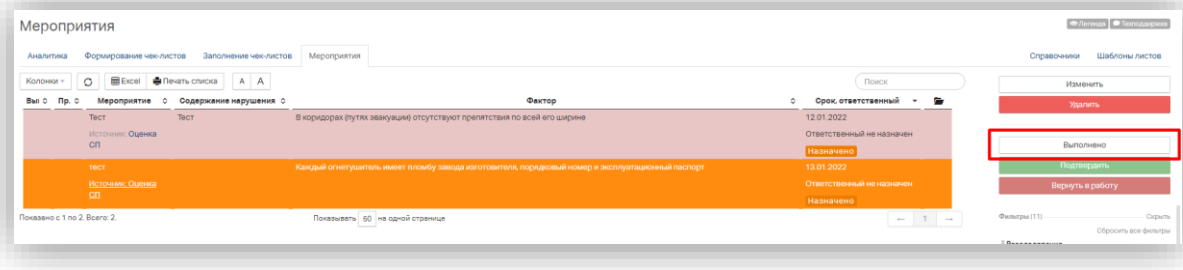 Мероприятия
Легенда Техподдержка
Аналитика Формирование чек-листов Заполнение чек-листов Мероприятия Справочники Шаблоны листов
Колонки Excel Печать списка A A Поиск
Изменить
Удалить
Вып Пр. Мероприятие Содержание нарушения Фактор Срок, ответственный
Тест Тест В коридорах (путях эвакуации) отсутствуют препятствия по всей его ширине 12.01.2022
Источник: Оценка Ответственный не назначен
СП Назначено
Выполнено
тест Каждый огнетушитель имеет пломбу завода изготовителя, порядковый номер и эксплуатационный паспорт 13.01.2022
Подтвердить
Источник: Оценка Ответственный не назначен
СП Назначено
Вернуть в работу
Показано с 1 по 2. Всего: 2. Показывать 50 на одной странице ← 1 →
Фильтры (11) Скрыть
Сбросить все фильтры